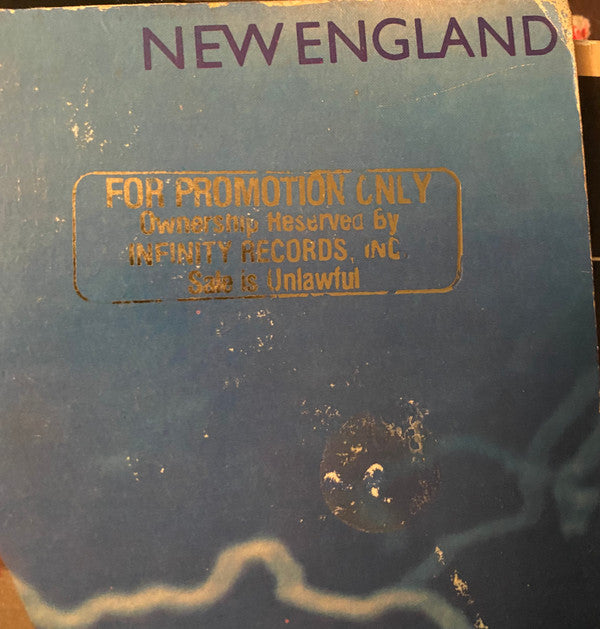 NEW ENGLAND
FOR PROMOTION ONLY
Ownership Reserved By
INFINITY RECORDS, INC
Sale is Unlawful